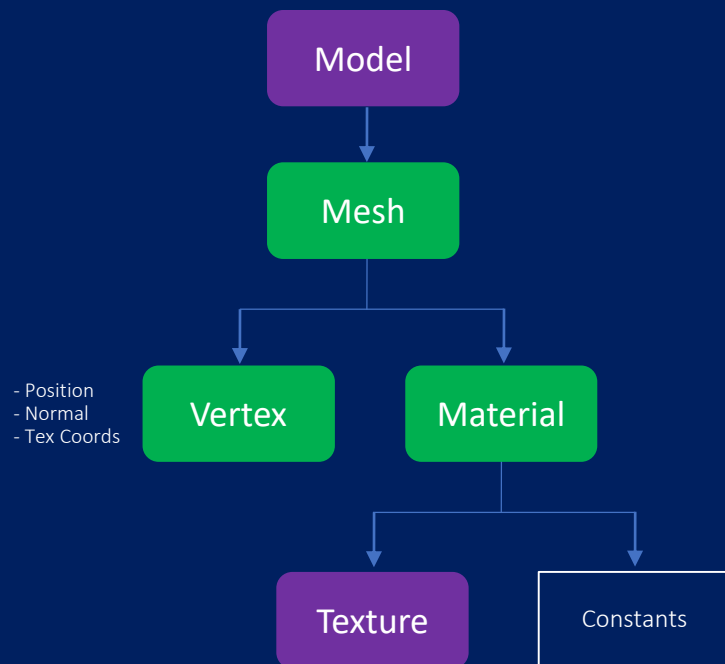 Model
Mesh
- Position
- Normal
- Tex Coords
Vertex
Material
Texture
Constants